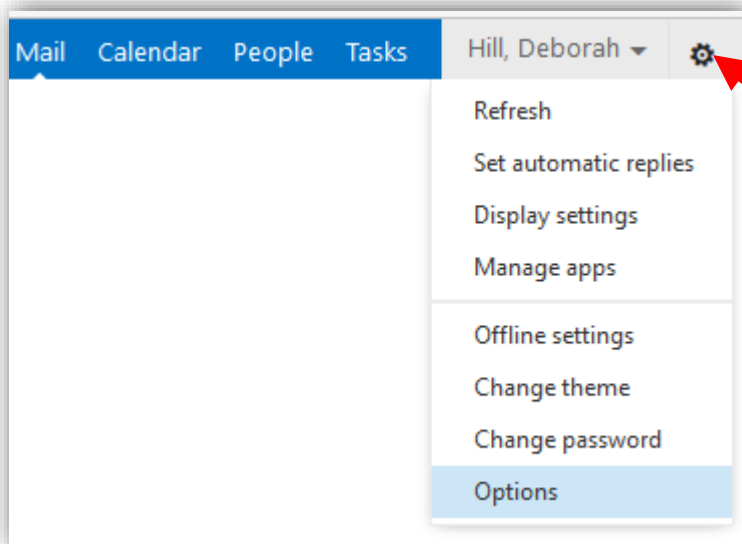 Mail Calendar People Tasks Hill, Deborah
Refresh
Set automatic replies
Display settings
Manage apps
Offline settings
Change theme
Change password
Options